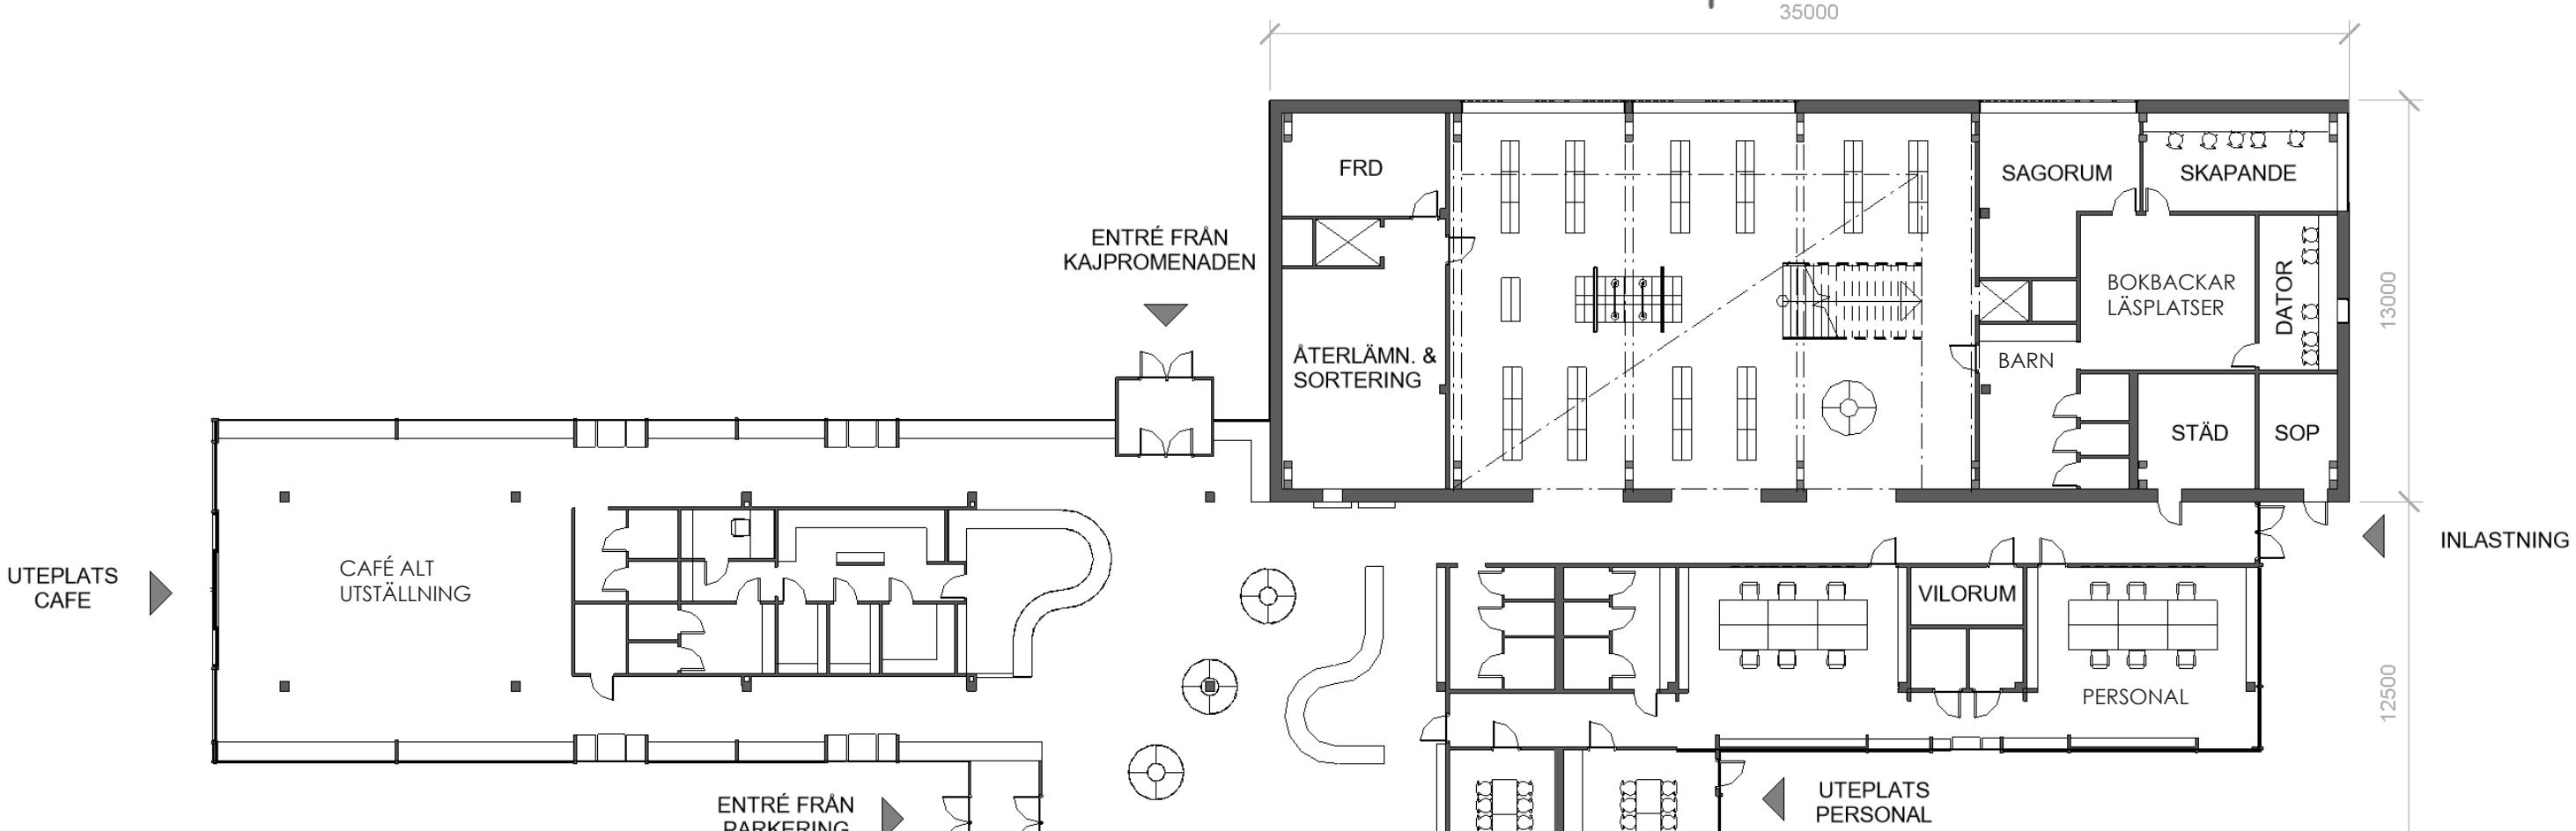 35000
FRD
SAGORUM
SKAPANDE
ENTRÉ FRÅN
KAJPROMENADEN
BOKBACKAR
LÄSPLATSER
DATOR
13000
ÅTERLÄMN. &
SORTERING
BARN
STÄD
SOP
INLASTNING
UTEPLATS
CAFE
CAFÉ ALT
UTSTÄLLNING
VILORUM
PERSONAL
12500
ENTRÉ FRÅN
PARKERING
UTEPLATS
PERSONAL